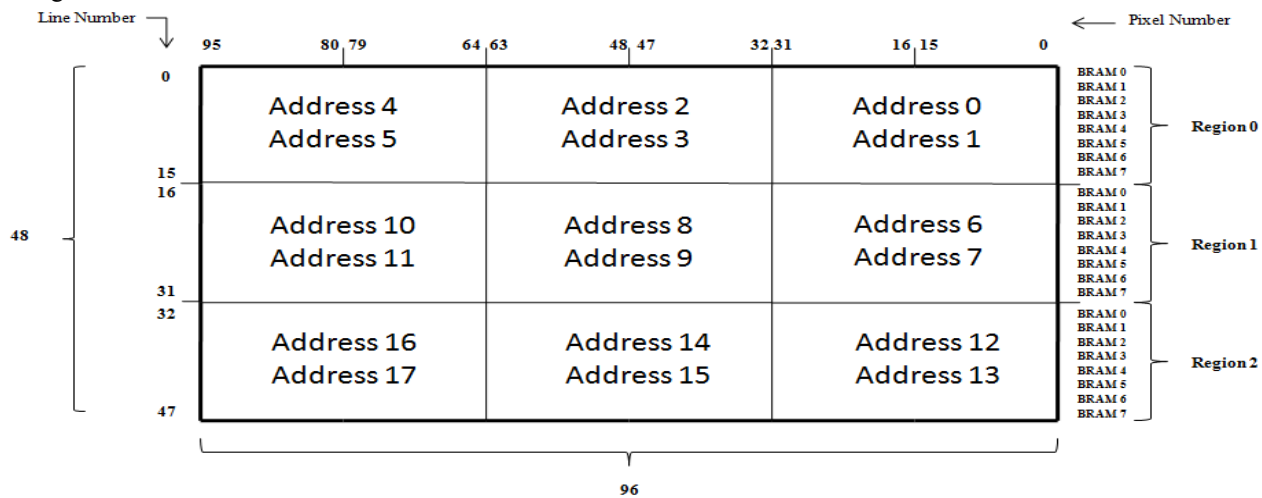 Line Number
Pixel Number
95 80 79 64 63 48 47 32 31 16 15 0
0
Address 4 Address 2 Address 0
Address 5 Address 3 Address 1
15
BRAM 0
BRAM 1
BRAM 2
BRAM 3
BRAM 4
BRAM 5
BRAM 6
BRAM 7
Region 0
16
Address 10 Address 8 Address 6
Address 11 Address 9 Address 7
31
BRAM 0
BRAM 1
BRAM 2
BRAM 3
BRAM 4
BRAM 5
BRAM 6
BRAM 7
Region 1
48
32
Address 16 Address 14 Address 12
Address 17 Address 15 Address 13
47
BRAM 0
BRAM 1
BRAM 2
BRAM 3
BRAM 4
BRAM 5
BRAM 6
BRAM 7
Region 2
96